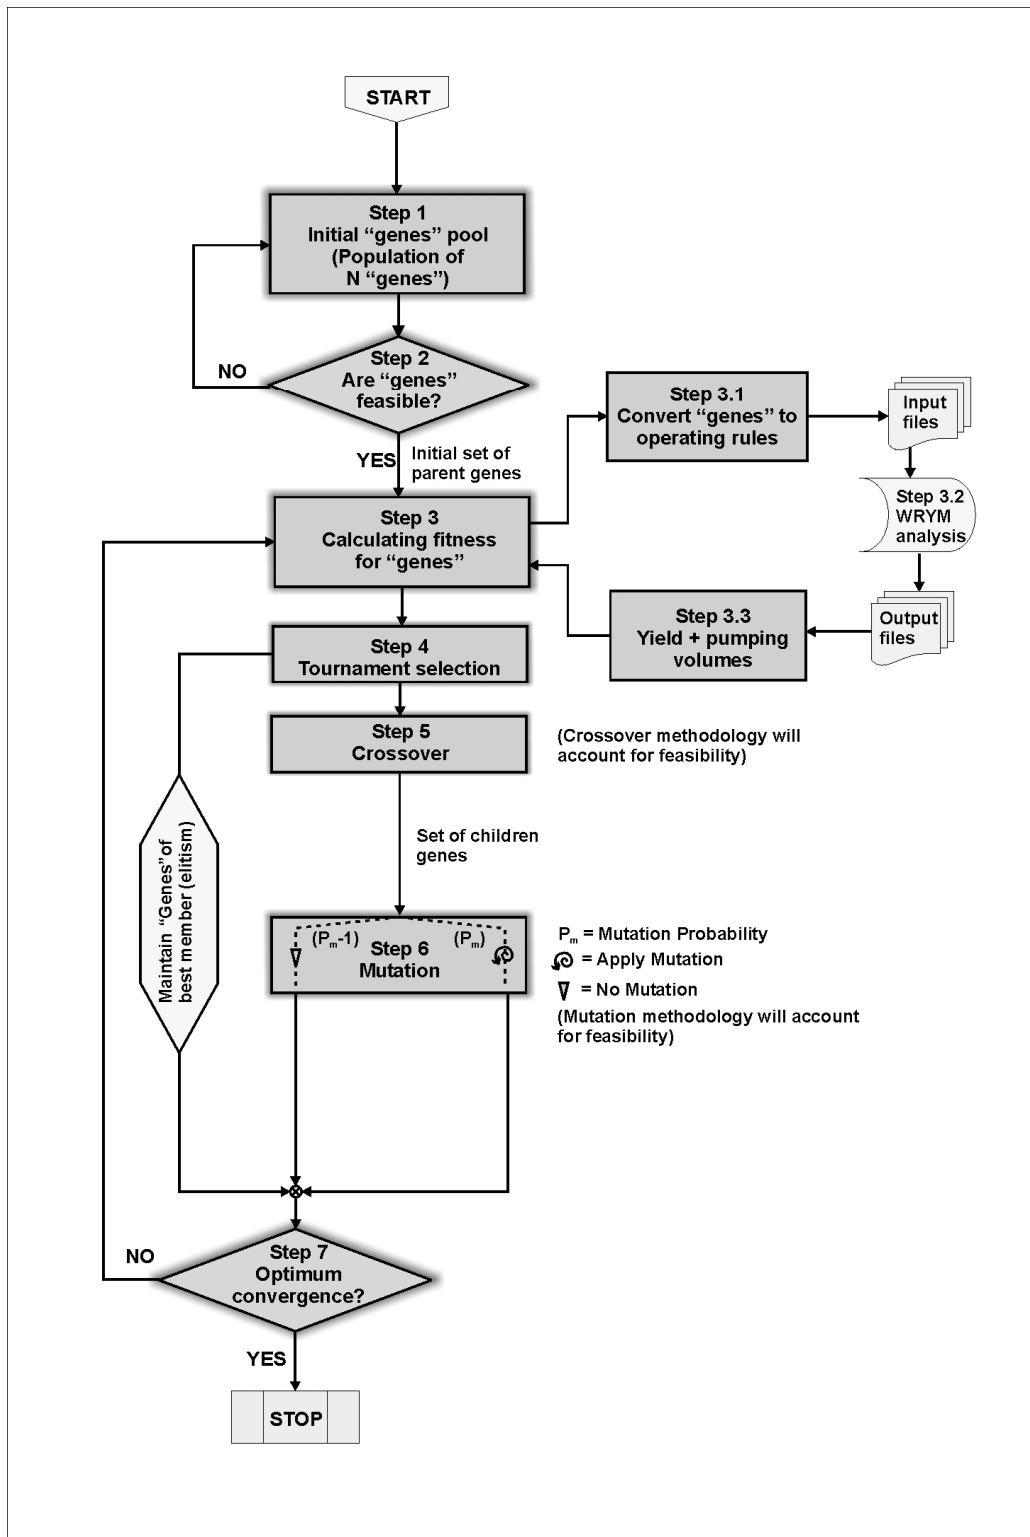 START
Step 1
Initial “genes” pool
(Population of
N “genes”)
NO
Step 2
Are “genes”
feasible?
YES
Initial set of
parent genes
Step 3
Calculating fitness
for “genes”
Step 3.1
Convert “genes” to
operating rules
Input
files
Step 3.2
WRYM
analysis
Output
files
Step 3.3
Yield + pumping
volumes
Step 4
Tournament selection
Step 5
Crossover
(Crossover methodology will
account for feasibility)
Set of children
genes
Maintain “Genes”of
best member (elitism)
(Pm-1)
(Pm)
Step 6
Mutation
Pm = Mutation Probability
= Apply Mutation
= No Mutation
(Mutation methodology will account
for feasibility)
NO
Step 7
Optimum
convergence?
YES
STOP